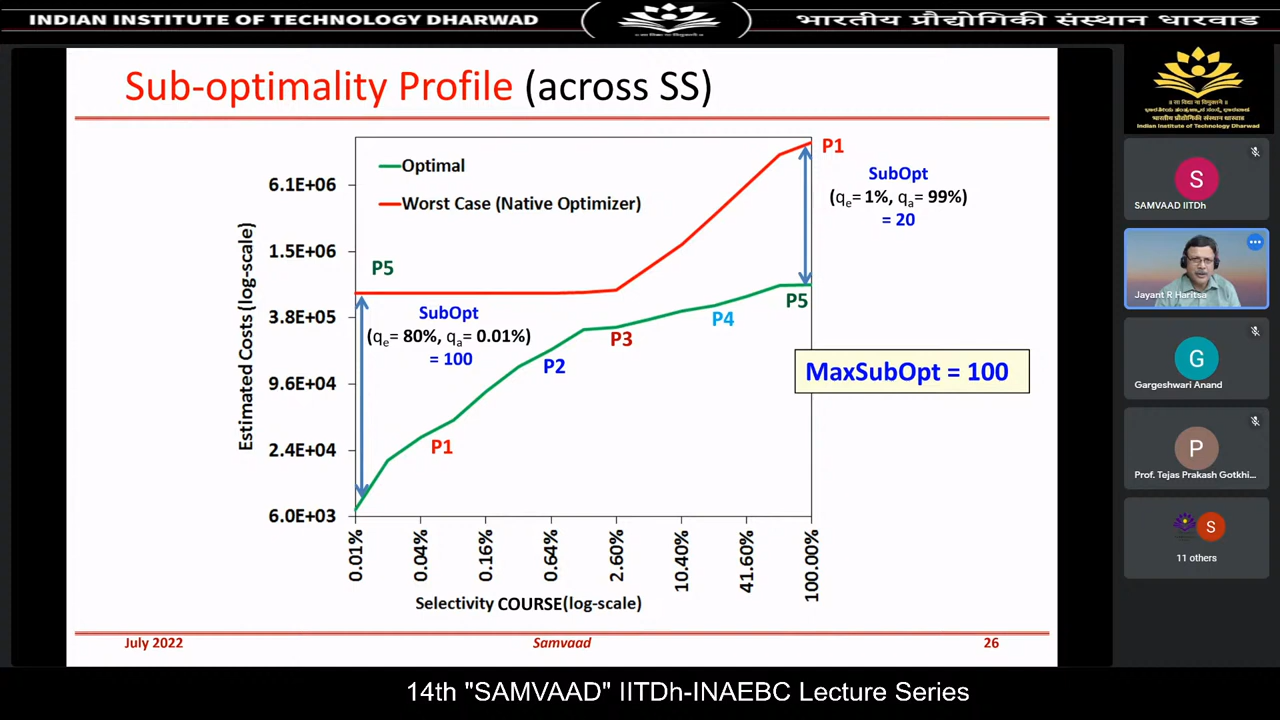 INDIAN INSTITUTE OF TECHNOLOGY DHARWAD
भारतीय प्रौद्योगिकी संस्थान धारवाड
Sub-optimality Profile (across SS)
Optimal
Worst Case (Native Optimizer)
P1
SubOpt
(qe= 1%, qa= 99%)
= 20
P5
SubOpt
(qe= 80%, qa= 0.01%)
= 100
P5
P4
P3
P2
P1
MaxSubOpt = 100
Estimated Costs (log-scale)
6.1E+06
1.5E+06
3.8E+05
9.6E+04
2.4E+04
6.0E+03
0.01%
0.04%
0.16%
0.64%
2.60%
10.40%
41.60%
100.00%
Selectivity COURSE(log-scale)
July 2022
Samvaad
26
Indian Institute of Technology Dharwad
S
SAMVAAD IITDh
Jayant R Haritsa
G
Gargeshwari Anand
P
Prof. Tejas Prakash Gotkhi...
S
11 others
14th "SAMVAAD" IITDh-INAEBC Lecture Series